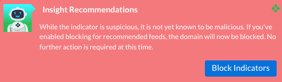 Insight Recommendations
While the indicator is suspicious, it is not yet known to be malicious. If you've
enabled blocking for recommended feeds, the domain will now be blocked. No
further action is required at this time.
Block Indicators